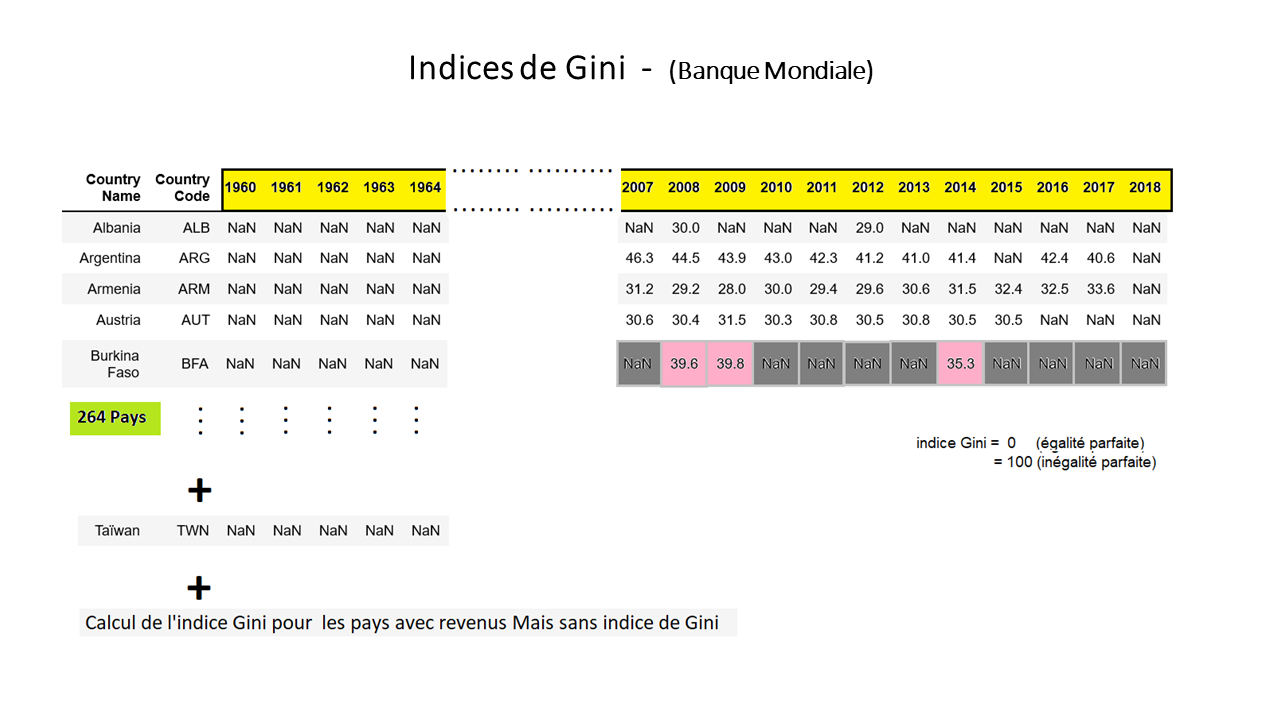 Indices de Gini - (Banque Mondiale)
Country Name Country Code 1960 1961 1962 1963 1964 2007 2008 2009 2010 2011 2012 2013 2014 2015 2016 2017 2018
Albania ALB NaN NaN NaN NaN NaN NaN 30.0 NaN NaN NaN 29.0 NaN NaN NaN NaN NaN NaN
Argentina ARG NaN NaN NaN NaN NaN 46.3 44.5 43.9 43.0 42.3 41.2 41.0 41.4 NaN 42.4 40.6 NaN
Armenia ARM NaN NaN NaN NaN NaN 31.2 29.2 28.0 30.0 29.4 29.6 30.6 31.5 32.4 32.5 33.6 NaN
Austria AUT NaN NaN NaN NaN NaN 30.6 30.4 31.5 30.3 30.8 30.5 30.8 30.5 30.5 NaN NaN NaN
Burkina Faso BFA NaN NaN NaN NaN NaN NaN 39.6 39.8 NaN NaN NaN NaN 35.3 NaN NaN NaN NaN
264 Pays
indice Gini = 0 (égalité parfaite)
= 100 (inégalité parfaite)
+
Taïwan TWN NaN NaN NaN NaN NaN
+
Calcul de l'indice Gini pour les pays avec revenus Mais sans indice de Gini